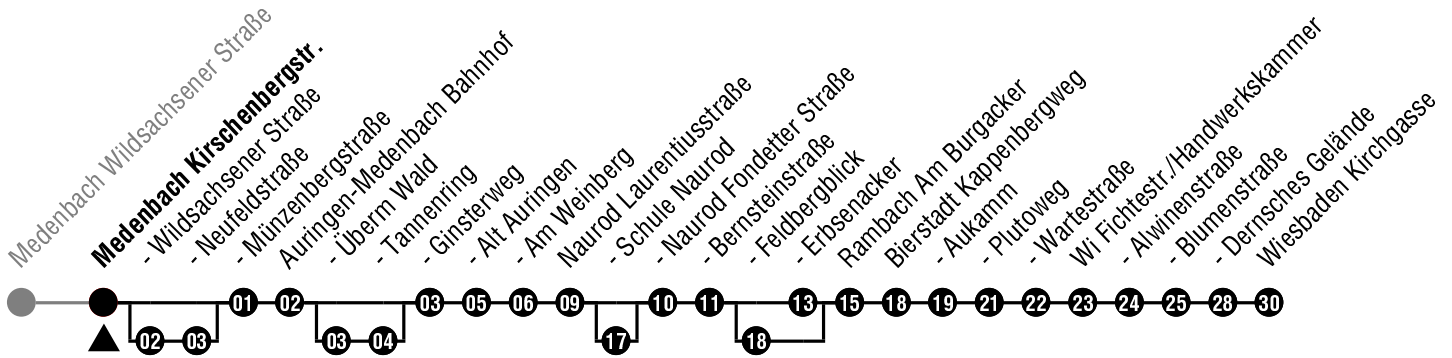 Medenbach Wildsachsener Straße
Medenbach Kirschenbergstr.
- Wildsachsener Straße
- Neufeldstraße
- Münzenbergstraße
Auringen-Medenbach Bahnhof
- Überm Wald
- Tannenring
- Ginsterweg
- Alt Auringen
- Am Weinberg
Naurod Laurentiusstraße
- Schule Naurod
- Naurod Fondetter Straße
- Bernsteinstraße
- Feldbergblick
- Erbsenacker
Rambach Am Burgacker
Bierstadt Kappenbergweg
- Aukamm
- Plutoweg
- Wartestraße
Wi Fichtestr./Handwerkskammer
- Alwinenstraße
- Blumenstraße
- Dernsches Gelände
Wiesbaden Kirchgasse
01 02 03 05 06 09 10 11 13 15 18 19 21 22 23 24 25 28 30
02 03 03 04 17 18